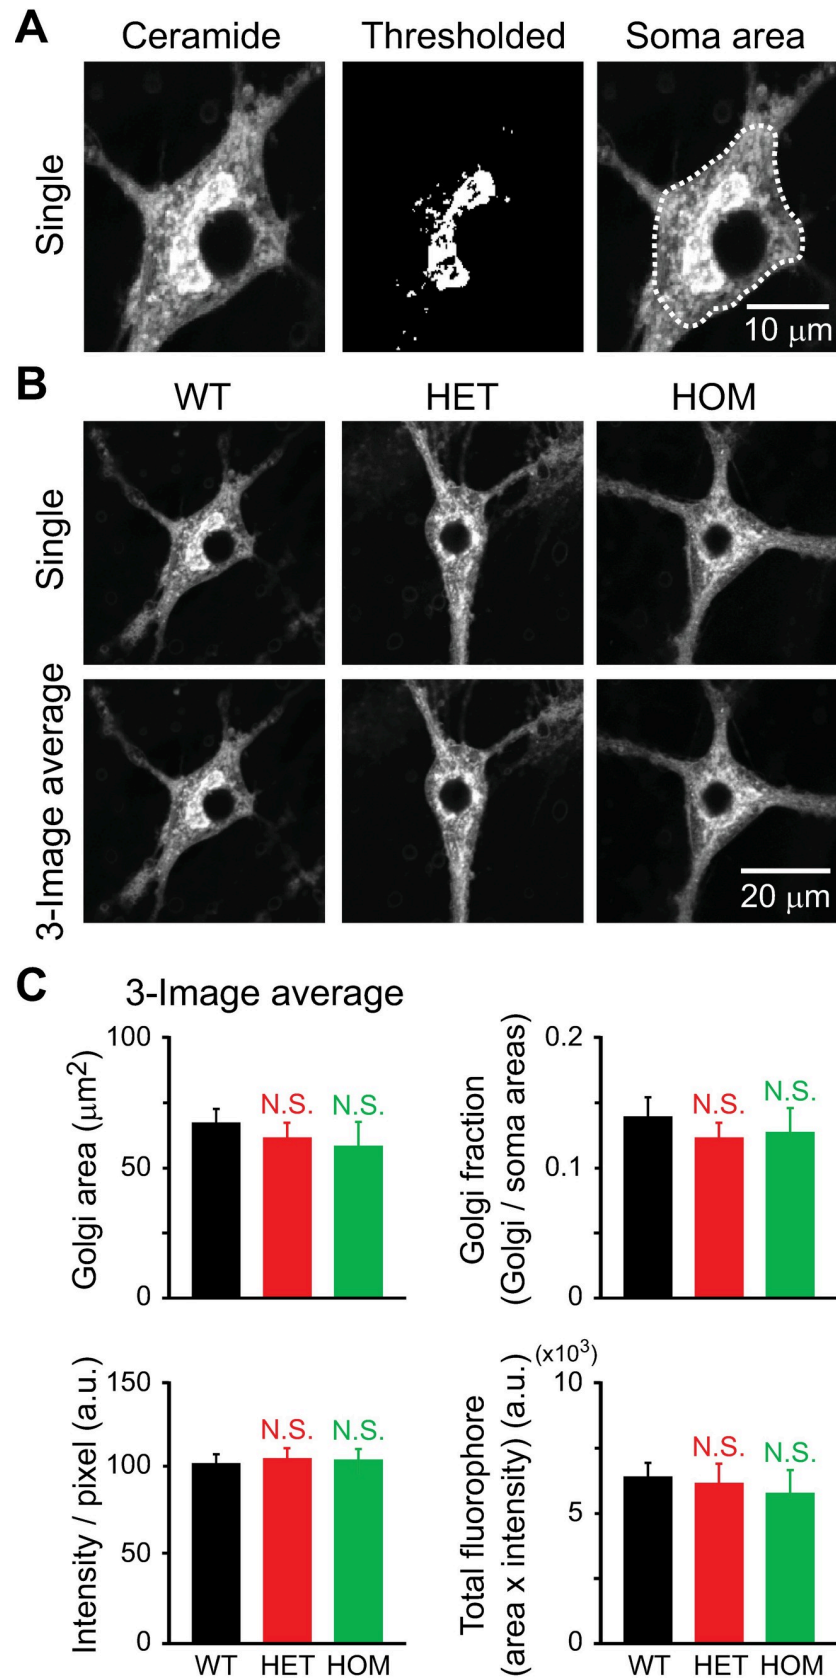 A
Ceramide Thresholded Soma area
Single
10 μm
B
WT HET HOM
Single
3-Image average
20 μm
C
3-Image average
Golgi area (μm²)
100
50
0
N.S. N.S.
Golgi fraction
(Golgi / soma areas)
0.2
0.1
0
N.S. N.S.
Intensity / pixel (a.u.)
150
100
50
0
N.S. N.S.
WT HET HOM
Total fluorophore
(area x intensity) (a.u.)
(x10³)
10
5
0
N.S. N.S.
WT HET HOM